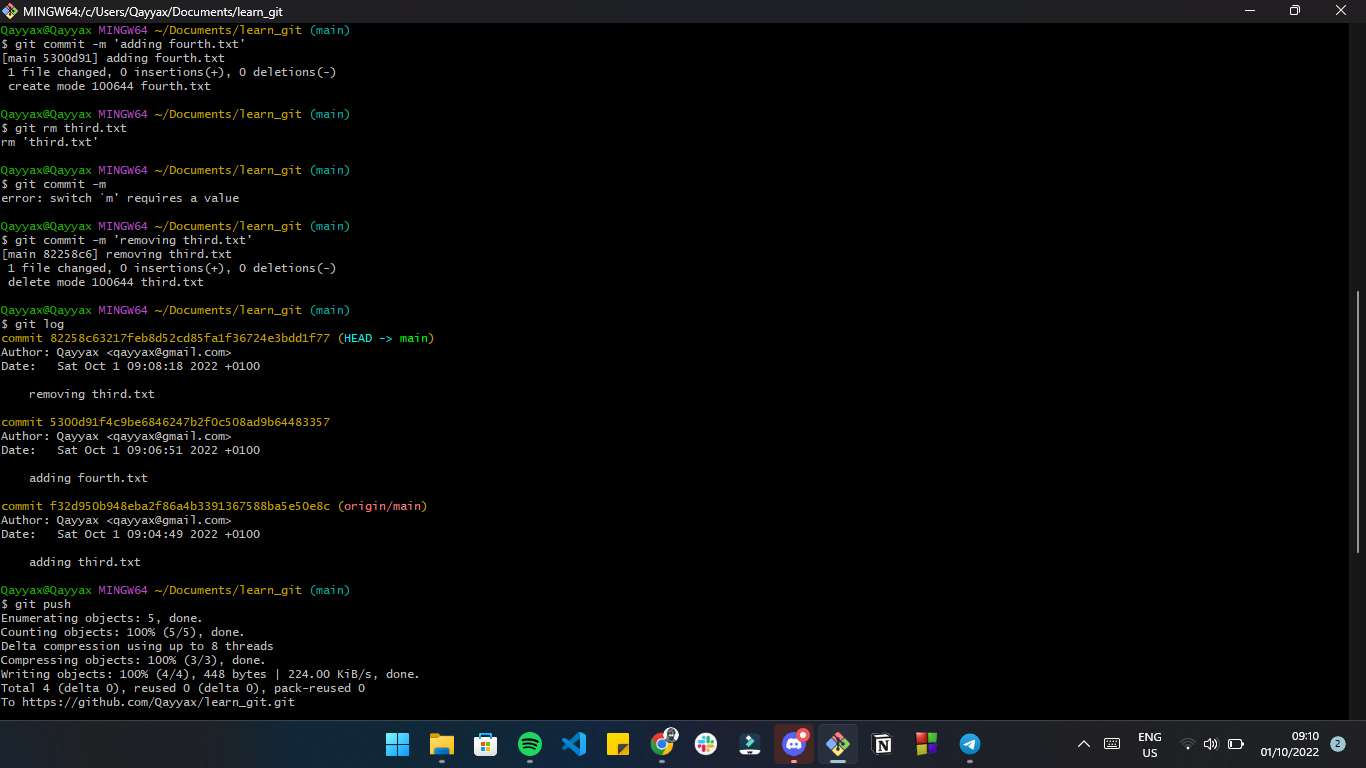 MINGW64:/c/Users/Qayyax/Documents/learn_git
Qayyax@Qayyax MINGW64 ~/Documents/learn_git (main)
$ git commit -m 'adding fourth.txt'
[main 5300d91] adding fourth.txt
 1 file changed, 0 insertions(+), 0 deletions(-)
 create mode 100644 fourth.txt

Qayyax@Qayyax MINGW64 ~/Documents/learn_git (main)
$ git rm third.txt
rm 'third.txt'

Qayyax@Qayyax MINGW64 ~/Documents/learn_git (main)
$ git commit -m
error: switch `m' requires a value

Qayyax@Qayyax MINGW64 ~/Documents/learn_git (main)
$ git commit -m 'removing third.txt'
[main 82258c6] removing third.txt
 1 file changed, 0 insertions(+), 0 deletions(-)
 delete mode 100644 third.txt

Qayyax@Qayyax MINGW64 ~/Documents/learn_git (main)
$ git log
commit 82258c63217feb8d52cd85fa1f36724e3bdd1f77 (HEAD -> main)
Author: Qayyax <qayyax@gmail.com>
Date:   Sat Oct 1 09:08:18 2022 +0100

    removing third.txt

commit 5300d91f4c9be6846247b2f0c508ad9b64483357
Author: Qayyax <qayyax@gmail.com>
Date:   Sat Oct 1 09:06:51 2022 +0100

    adding fourth.txt

commit f32d950b948eba2f86a4b3391367588ba5e50e8c (origin/main)
Author: Qayyax <qayyax@gmail.com>
Date:   Sat Oct 1 09:04:49 2022 +0100

    adding third.txt

Qayyax@Qayyax MINGW64 ~/Documents/learn_git (main)
$ git push
Enumerating objects: 5, done.
Counting objects: 100% (5/5), done.
Delta compression using up to 8 threads
Compressing objects: 100% (3/3), done.
Writing objects: 100% (4/4), 448 bytes | 224.00 KiB/s, done.
Total 4 (delta 0), reused 0 (delta 0), pack-reused 0
To https://github.com/Qayyax/learn_git.git
ENG
US
09:10
01/10/2022
2